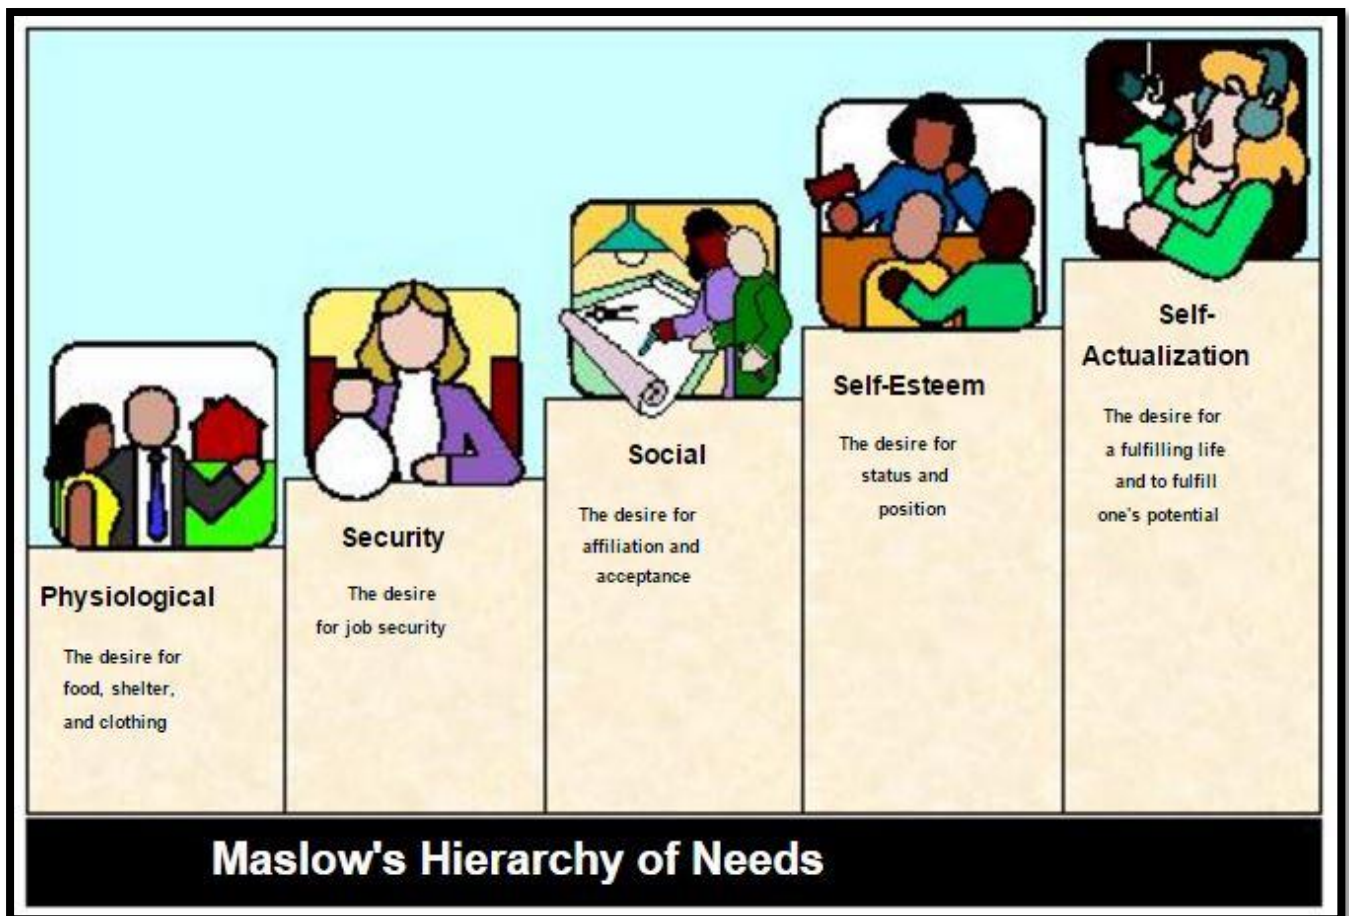 Physiological
The desire for
food, shelter,
and clothing
Security
The desire
for job security
Social
The desire for
affiliation and
acceptance
Self-Esteem
The desire for
status and
position
Self-
Actualization
The desire for
a fulfilling life
and to fulfill
one's potential
Maslow's Hierarchy of Needs